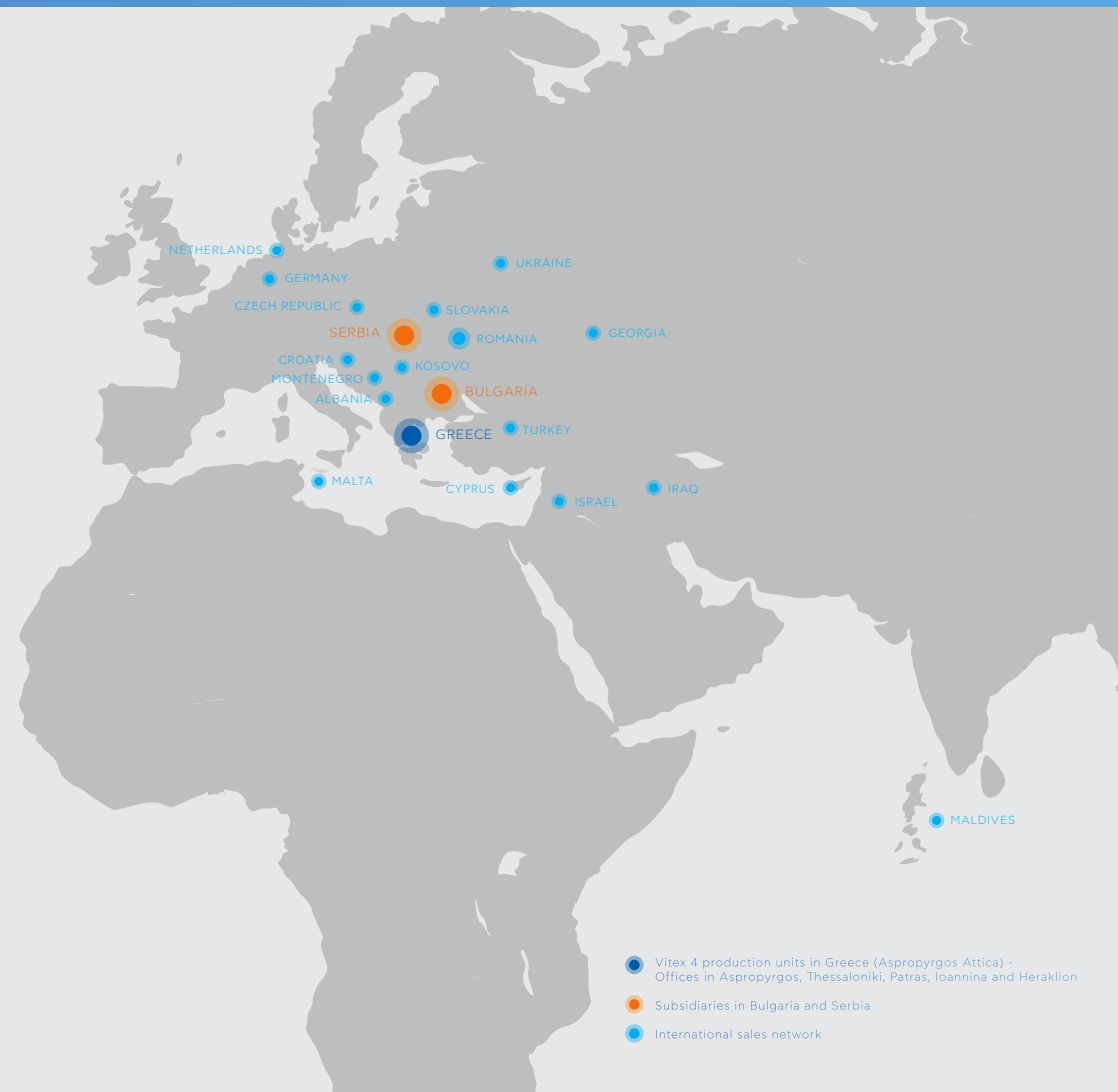 NETHERLANDS
UKRAINE
GERMANY
CZECH REPUBLIC
SLOVAKIA
SERBIA
ROMANIA
GEORGIA
CROATIA
KOSOVO
MONTENEGRO
BULGARIA
ALBANIA
GREECE
TURKEY
MALTA
CYPRUS
IRAQ
ISRAEL
MALDIVES
Vitex 4 production units in Greece (Aspropyrgos Attica) -
Offices in Aspropyrgos, Thessaloniki, Patras, Ioannina and Heraklion
Subsidiaries in Bulgaria and Serbia
International sales network